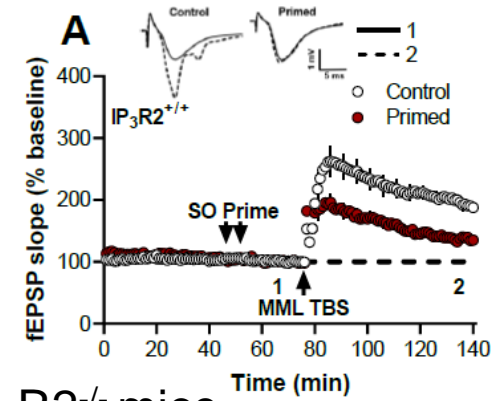 A
Control
Primed
1
2
1 mV
5 ms
Control
Primed
IP3R2+/+
SO Prime
1
2
MML TBS
fEPSP slope (% baseline)
400
300
200
100
0
0 20 40 60 80 100 120 140
Time (min)